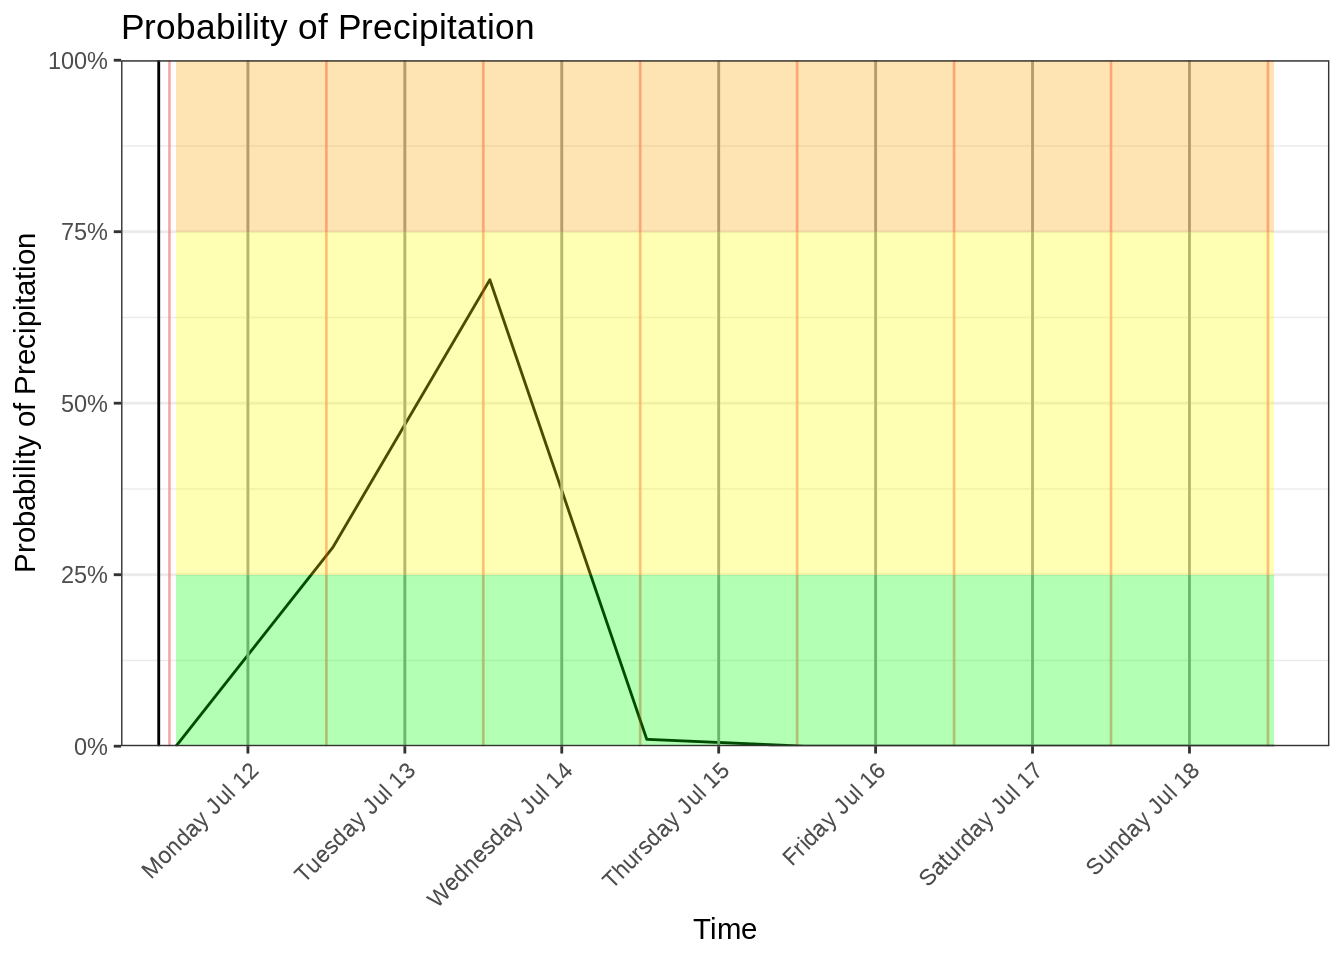 Probability of Precipitation
Probability of Precipitation
100%
75%
50%
25%
0%
Monday Jul 12
Tuesday Jul 13
Wednesday Jul 14
Thursday Jul 15
Friday Jul 16
Saturday Jul 17
Sunday Jul 18
Time